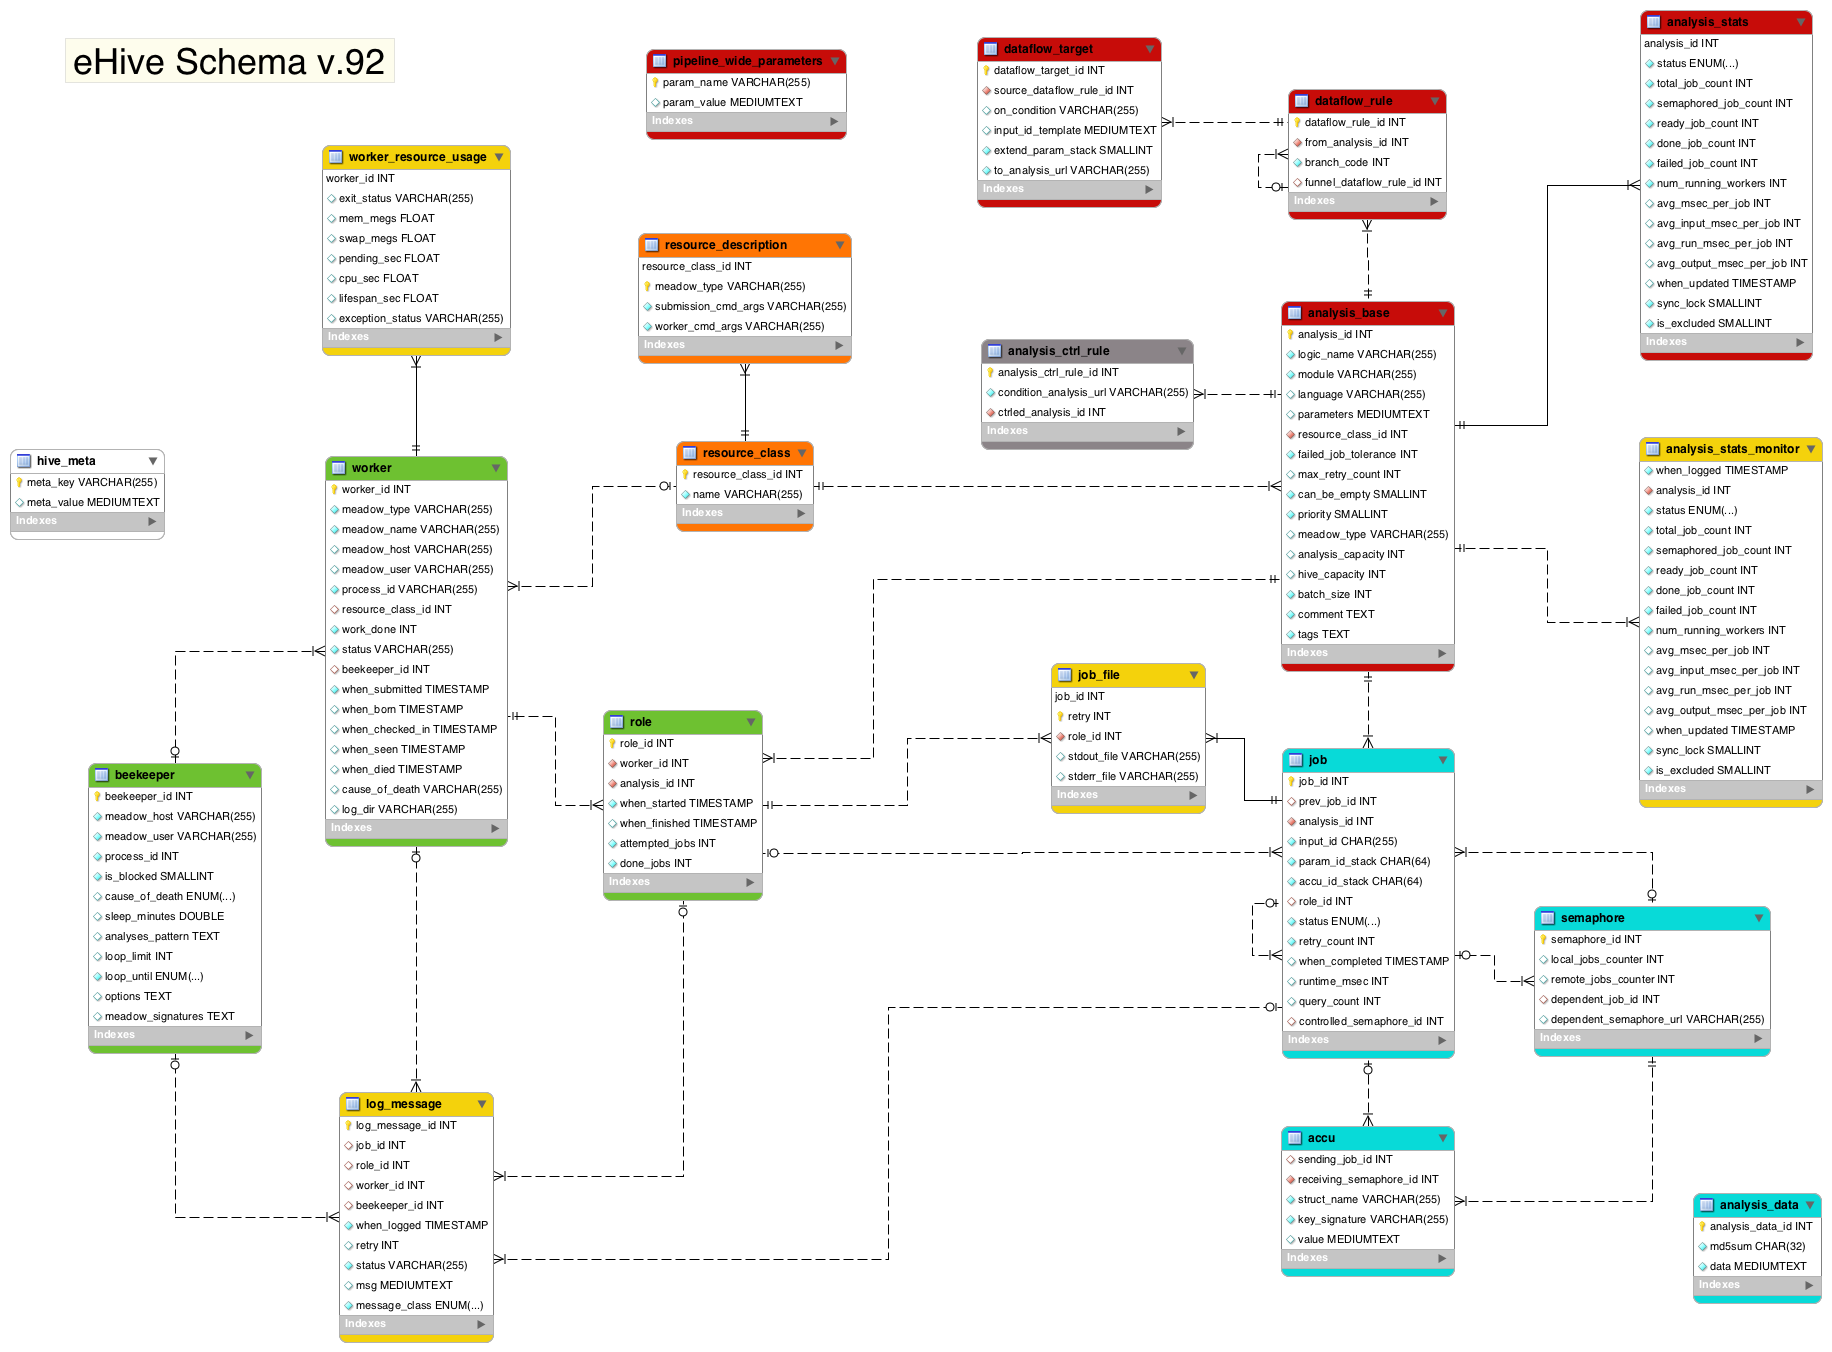 eHive Schema v.92
pipeline_wide_parameters
param_name VARCHAR(255)
param_value MEDIUMTEXT
Indexes
dataflow_target
dataflow_target_id INT
source_dataflow_rule_id INT
on_condition VARCHAR(255)
input_id_template MEDIUMTEXT
extend_param_stack SMALLINT
to_analysis_url VARCHAR(255)
Indexes
dataflow_rule
dataflow_rule_id INT
from_analysis_id INT
branch_code INT
funnel_dataflow_rule_id INT
Indexes
analysis_stats
analysis_id INT
status ENUM(...)
total_job_count INT
semaphored_job_count INT
ready_job_count INT
done_job_count INT
failed_job_count INT
num_running_workers INT
avg_msec_per_job INT
avg_input_msec_per_job INT
avg_run_msec_per_job INT
avg_output_msec_per_job INT
when_updated TIMESTAMP
sync_lock SMALLINT
is_excluded SMALLINT
Indexes
worker_resource_usage
worker_id INT
exit_status VARCHAR(255)
mem_megs FLOAT
swap_megs FLOAT
pending_sec FLOAT
cpu_sec FLOAT
lifespan_sec FLOAT
exception_status VARCHAR(255)
Indexes
resource_description
resource_class_id INT
meadow_type VARCHAR(255)
submission_cmd_args VARCHAR(255)
worker_cmd_args VARCHAR(255)
Indexes
analysis_ctrl_rule
analysis_ctrl_rule_id INT
condition_analysis_url VARCHAR(255)
ctrled_analysis_id INT
Indexes
analysis_base
analysis_id INT
logic_name VARCHAR(255)
module VARCHAR(255)
language VARCHAR(255)
parameters MEDIUMTEXT
resource_class_id INT
failed_job_tolerance INT
max_retry_count INT
can_be_empty SMALLINT
priority SMALLINT
meadow_type VARCHAR(255)
analysis_capacity INT
hive_capacity INT
batch_size INT
comment TEXT
tags TEXT
Indexes
hive_meta
meta_key VARCHAR(255)
meta_value MEDIUMTEXT
Indexes
worker
worker_id INT
meadow_type VARCHAR(255)
meadow_name VARCHAR(255)
meadow_host VARCHAR(255)
meadow_user VARCHAR(255)
process_id VARCHAR(255)
resource_class_id INT
work_done INT
status VARCHAR(255)
beekeeper_id INT
when_submitted TIMESTAMP
when_born TIMESTAMP
when_checked_in TIMESTAMP
when_seen TIMESTAMP
when_died TIMESTAMP
cause_of_death VARCHAR(255)
log_dir VARCHAR(255)
Indexes
resource_class
resource_class_id INT
name VARCHAR(255)
Indexes
analysis_stats_monitor
when_logged TIMESTAMP
analysis_id INT
status ENUM(...)
total_job_count INT
semaphored_job_count INT
ready_job_count INT
done_job_count INT
failed_job_count INT
num_running_workers INT
avg_msec_per_job INT
avg_input_msec_per_job INT
avg_run_msec_per_job INT
avg_output_msec_per_job INT
when_updated TIMESTAMP
sync_lock SMALLINT
is_excluded SMALLINT
Indexes
beekeeper
beekeeper_id INT
meadow_host VARCHAR(255)
meadow_user VARCHAR(255)
process_id INT
is_blocked SMALLINT
cause_of_death ENUM(...)
sleep_minutes DOUBLE
analyses_pattern TEXT
loop_limit INT
loop_until ENUM(...)
options TEXT
meadow_signatures TEXT
Indexes
role
role_id INT
worker_id INT
analysis_id INT
when_started TIMESTAMP
when_finished TIMESTAMP
attempted_jobs INT
done_jobs INT
Indexes
job_file
job_id INT
retry INT
role_id INT
stdout_file VARCHAR(255)
stderr_file VARCHAR(255)
Indexes
job
job_id INT
prev_job_id INT
analysis_id INT
input_id CHAR(255)
param_id_stack CHAR(64)
accu_id_stack CHAR(64)
role_id INT
status ENUM(...)
retry_count INT
when_completed TIMESTAMP
runtime_msec INT
query_count INT
controlled_semaphore_id INT
Indexes
semaphore
semaphore_id INT
local_jobs_counter INT
remote_jobs_counter INT
dependent_job_id INT
dependent_semaphore_url VARCHAR(255)
Indexes
log_message
log_message_id INT
job_id INT
role_id INT
worker_id INT
beekeeper_id INT
when_logged TIMESTAMP
retry INT
status VARCHAR(255)
msg MEDIUMTEXT
message_class ENUM(...)
Indexes
accu
sending_job_id INT
receiving_semaphore_id INT
struct_name VARCHAR(255)
key_signature VARCHAR(255)
value MEDIUMTEXT
Indexes
analysis_data
analysis_data_id INT
md5sum CHAR(32)
data MEDIUMTEXT
Indexes